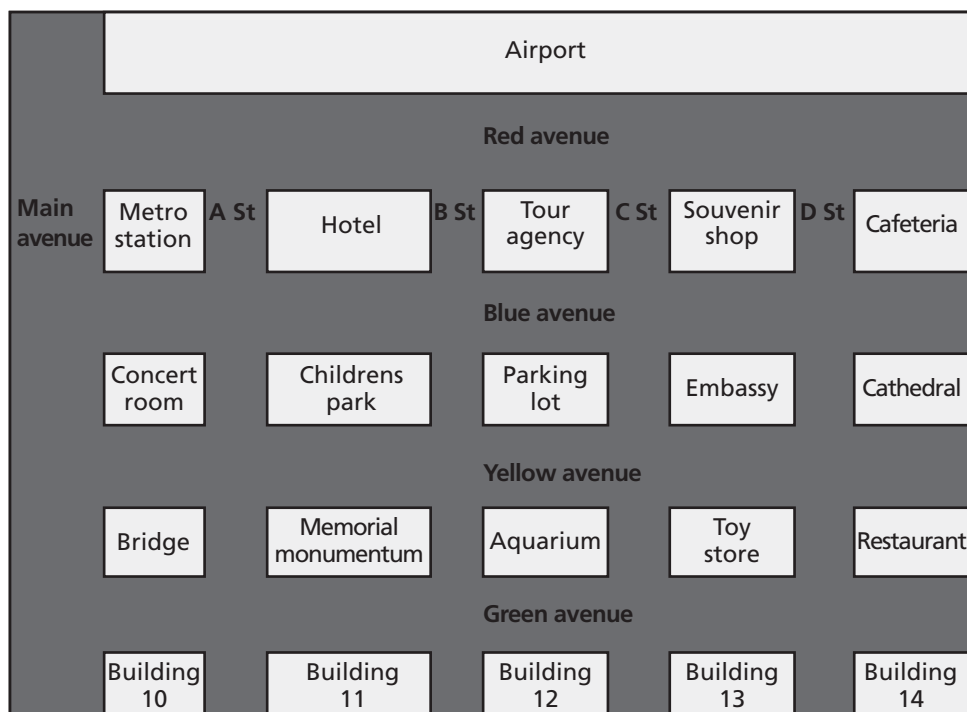 Airport
Red avenue
Main
avenue
Metro
station
A St
Hotel
B St
Tour
agency
C St
Souvenir
shop
D St
Cafeteria
Blue avenue
Concert
room
Childrens
park
Parking
lot
Embassy
Cathedral
Yellow avenue
Bridge
Memorial
monumentum
Aquarium
Toy
store
Restaurant
Green avenue
Building
10
Building
11
Building
12
Building
13
Building
14